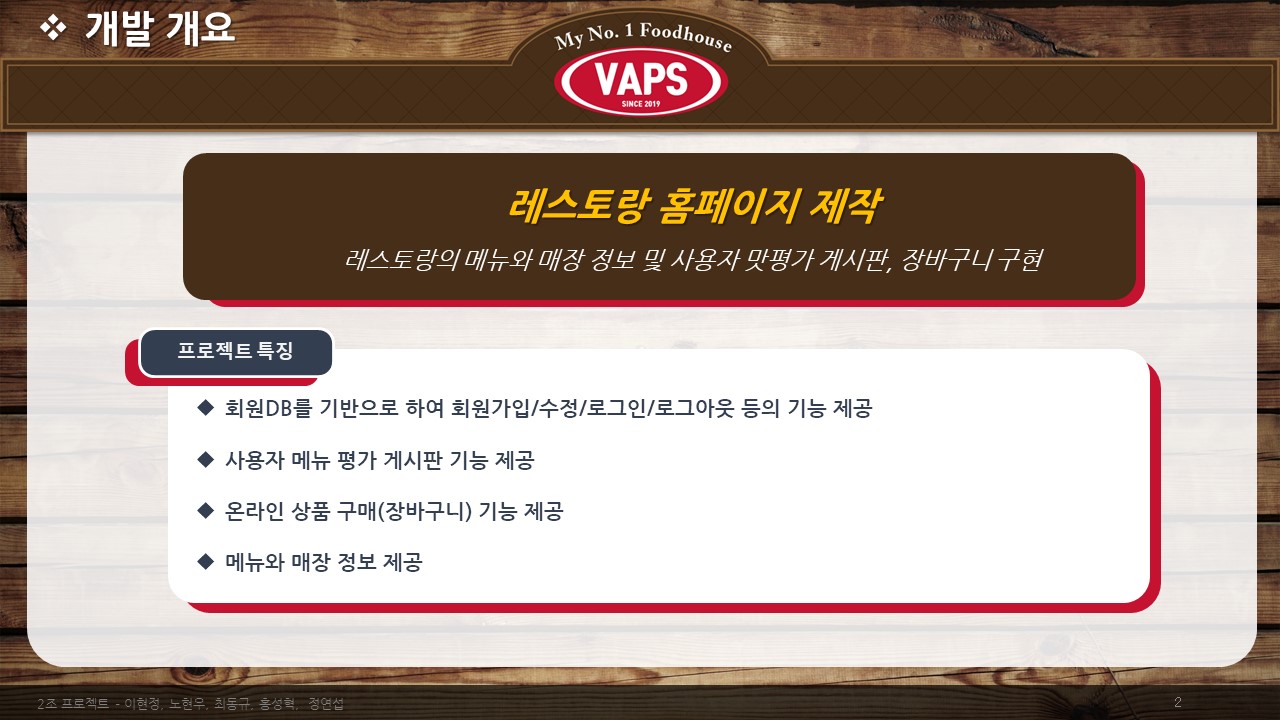 ❖ 개발 개요
My No. 1 Foodhouse
VAPS
SINCE 2019
레스토랑 홈페이지 제작
레스토랑의 메뉴와 매장 정보 및 사용자 맛평가 게시판, 장바구니 구현
프로젝트 특징
◆ 회원DB를 기반으로 하여 회원가입/수정/로그인/로그아웃 등의 기능 제공
◆ 사용자 메뉴 평가 게시판 기능 제공
◆ 온라인 상품 구매(장바구니) 기능 제공
◆ 메뉴와 매장 정보 제공
2조 프로젝트 - 이현정, 노현우, 최동규, 홍성혁, 정연섭
2